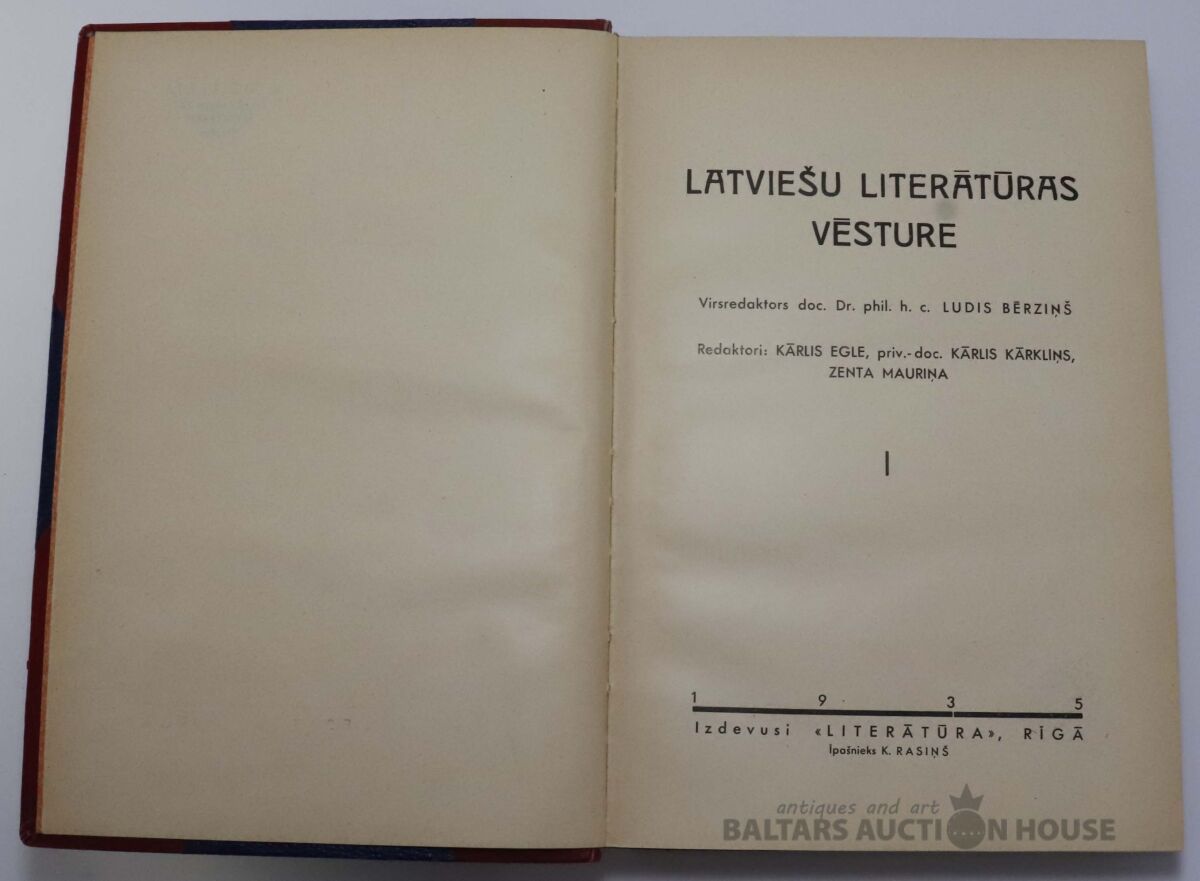 LATVIEŠU LITERĀTŪRAS
VĒSTURE
Virsredaktors doc. Dr. phil. h. c. LUDIS BĒRZIŅŠ
Redaktori: KĀRLIS EGLE, priv.-doc. KĀRLIS KĀRKLIŅS,
ZENTA MAURIŅA
I
1 9 3 5
Izdevusi «LITERĀTŪRA», RĪGĀ
Īpašnieks K. RASIŅŠ
antiques and art
BALTARS AUCTION HOUSE